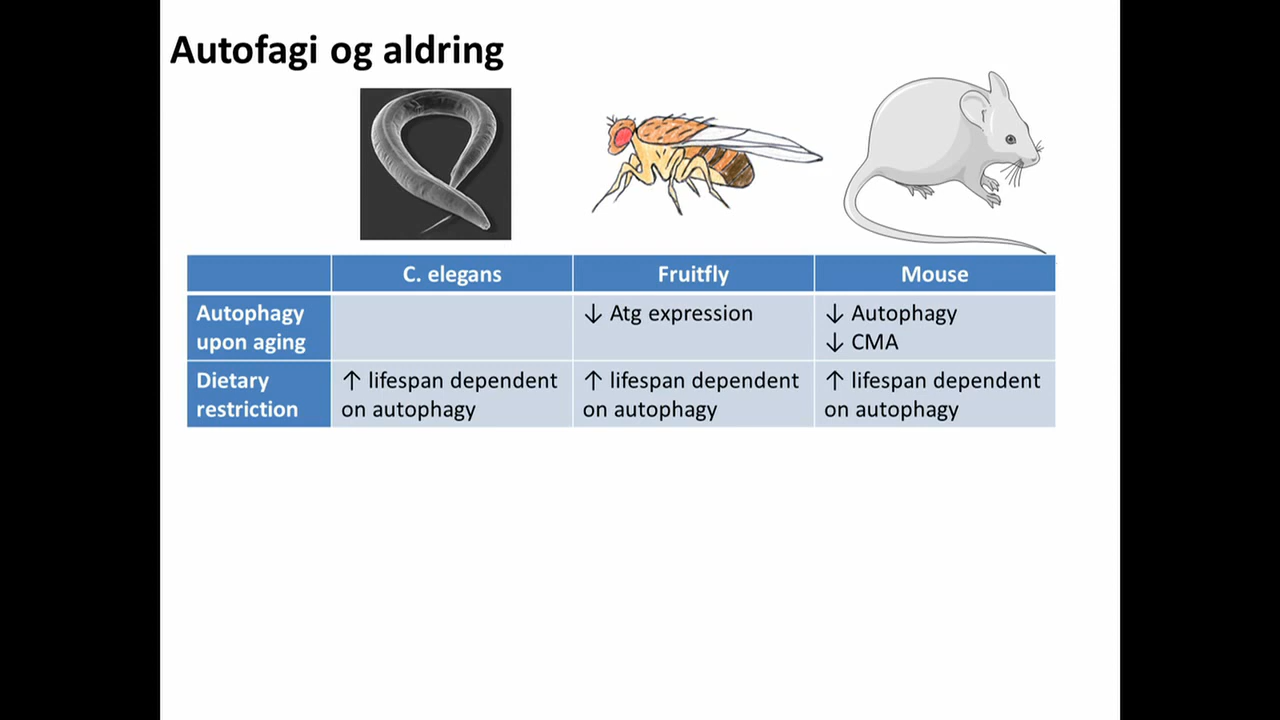 Autofagi og aldring
C. elegans Fruitfly Mouse
Autophagy upon aging ↓ Atg expression ↓ Autophagy ↓ CMA
Dietary restriction ↑ lifespan dependent on autophagy ↑ lifespan dependent on autophagy ↑ lifespan dependent on autophagy